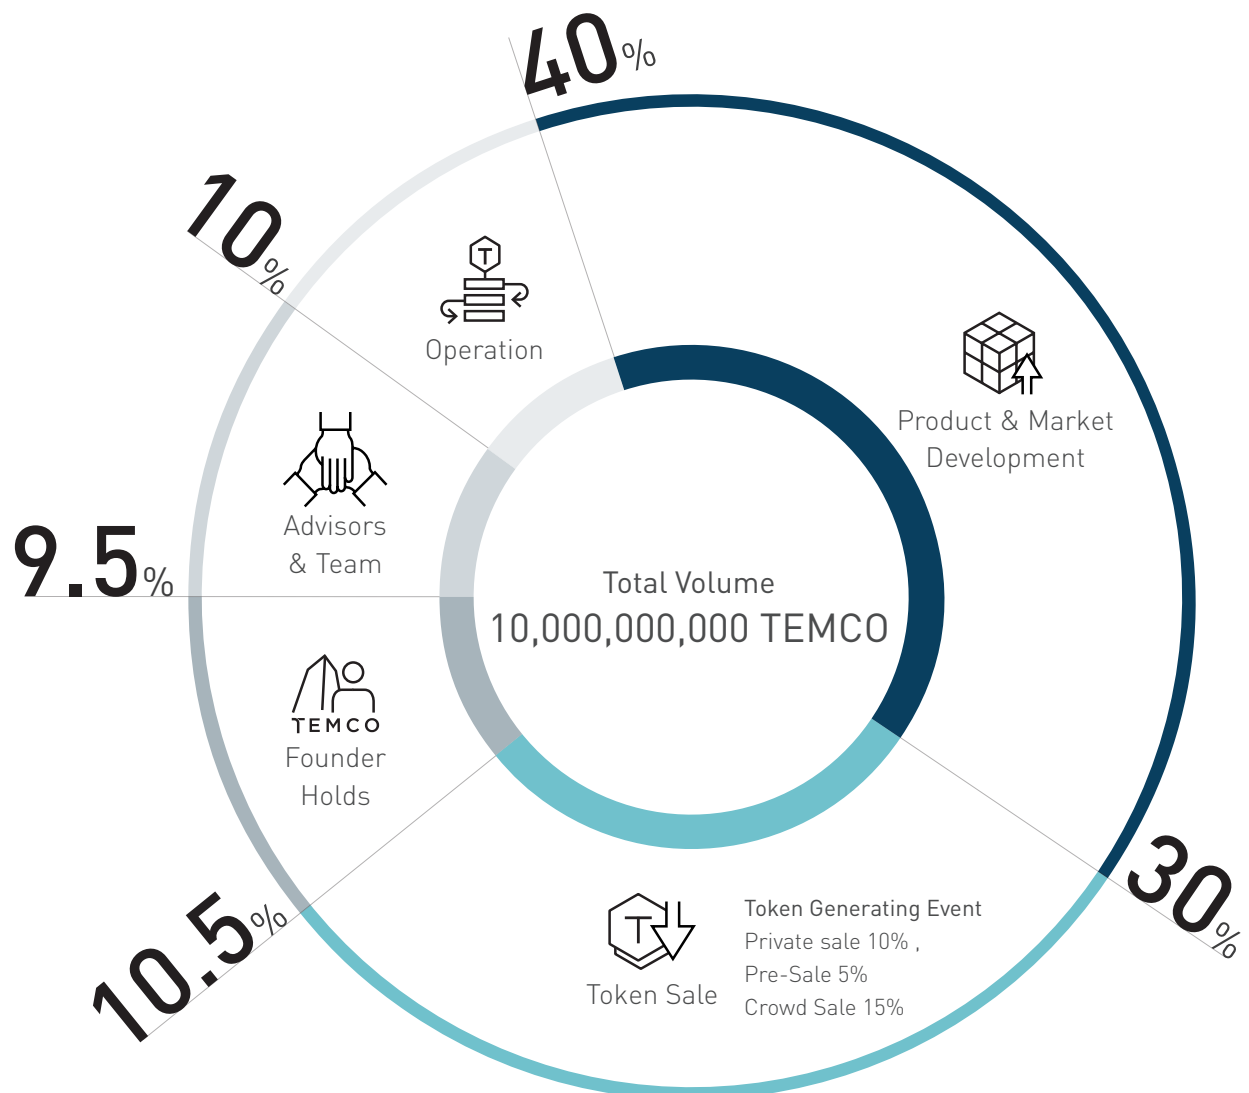 40%
10%
T
Operation
Product & Market
Development
Advisors
& Team
9.5%
Total Volume
10,000,000,000 TEMCO
TEMCO
Founder
Holds
30%
10.5%
T
Token Sale
Token Generating Event
Private sale 10% ,
Pre-Sale 5%
Crowd Sale 15%